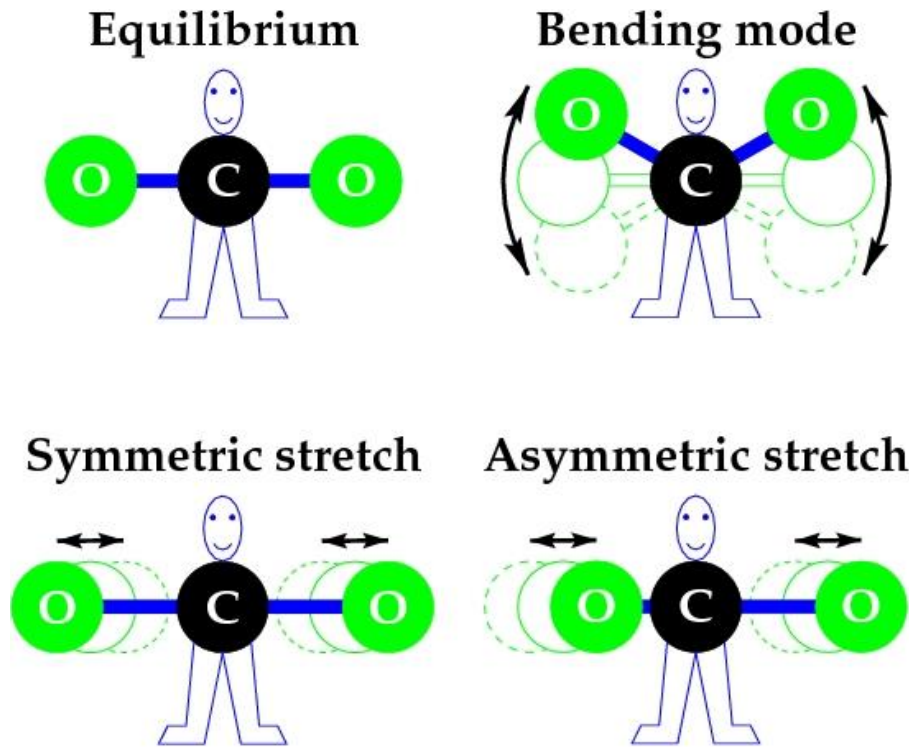 Equilibrium
O C O
Bending mode
O C O
Symmetric stretch
O C O
Asymmetric stretch
O C O